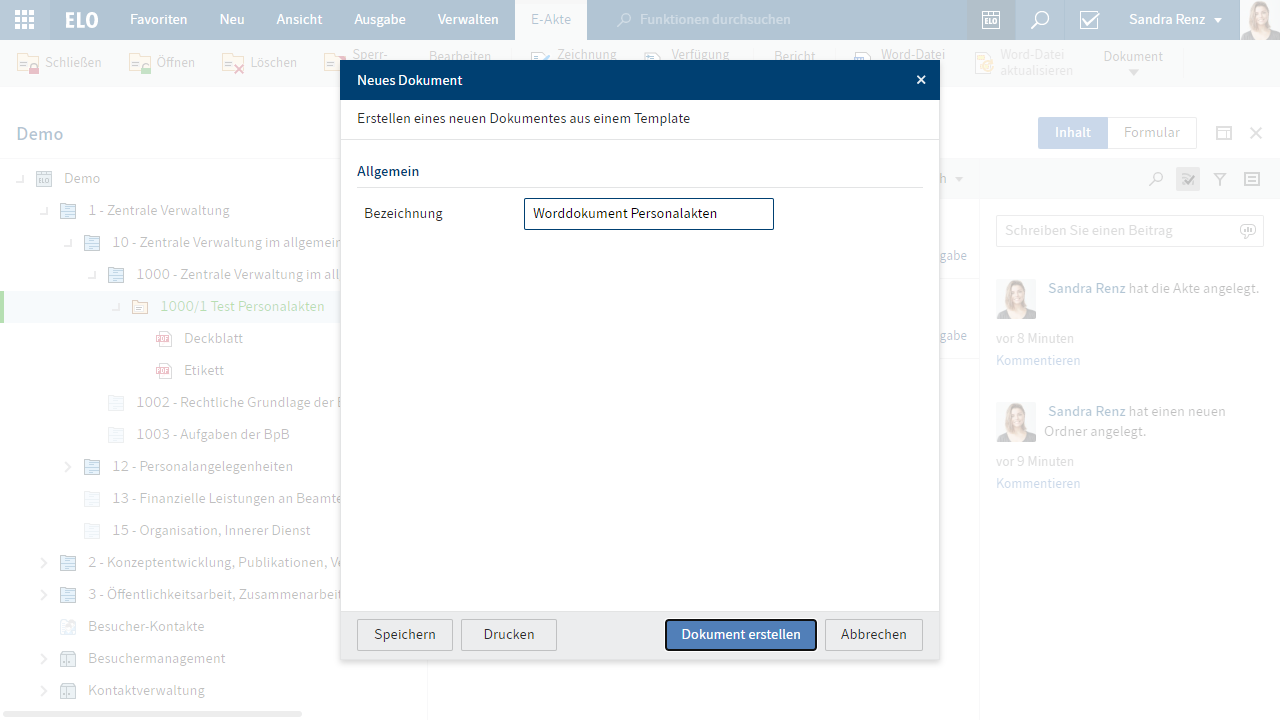 ELO Favoriten Neu Ansicht Ausgabe Verwalten E-Akte Funktionen durchsuchen ELO Sandra Renz
Schließen Öffnen Löschen Sperr- Bearbeiten Zeichnung Verfügung Bericht Word-Datei Word-Datei aktualisieren Dokument
Neues Dokument
Erstellen eines neuen Dokumentes aus einem Template
Allgemein
Bezeichnung Worddokument Personalakten
Speichern Drucken Dokument erstellen Abbrechen
Demo
Inhalt Formular
ELO Demo
1 - Zentrale Verwaltung
10 - Zentrale Verwaltung im allgemein
1000 - Zentrale Verwaltung im all
1000/1 Test Personalakten
PDF Deckblatt
PDF Etikett
1002 - Rechtliche Grundlage der B
1003 - Aufgaben der BpB
12 - Personalangelegenheiten
13 - Finanzielle Leistungen an Beamte
15 - Organisation, Innerer Dienst
2 - Konzeptentwicklung, Publikationen, Ve
3 - Öffentlichkeitsarbeit, Zusammenarbeit
Besucher-Kontakte
Besuchermanagement
Kontaktverwaltung
h
gabe
gabe
Schreiben Sie einen Beitrag
Sandra Renz hat die Akte angelegt.
vor 8 Minuten
Kommentieren
Sandra Renz hat einen neuen
Ordner angelegt.
vor 9 Minuten
Kommentieren